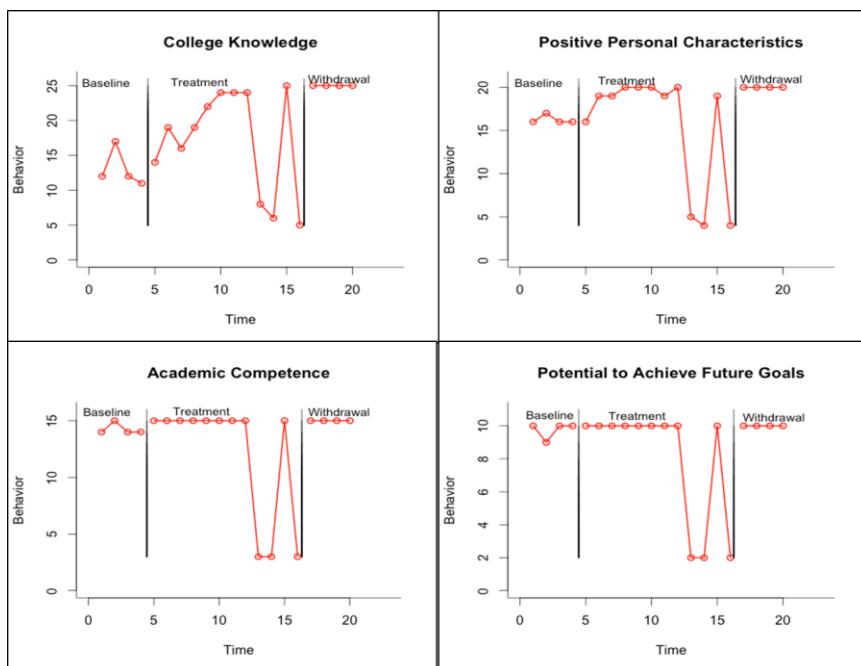 College Knowledge
Baseline Treatment Withdrawal
Behavior
25
20
15
10
5
0
0 5 10 15 20
Time
Positive Personal Characteristics
Baseline Treatment Withdrawal
Behavior
20
15
10
5
0
0 5 10 15 20
Time
Academic Competence
Baseline Treatment Withdrawal
Behavior
15
10
5
0
0 5 10 15 20
Time
Potential to Achieve Future Goals
Baseline Treatment Withdrawal
Behavior
10
8
6
4
2
0
0 5 10 15 20
Time